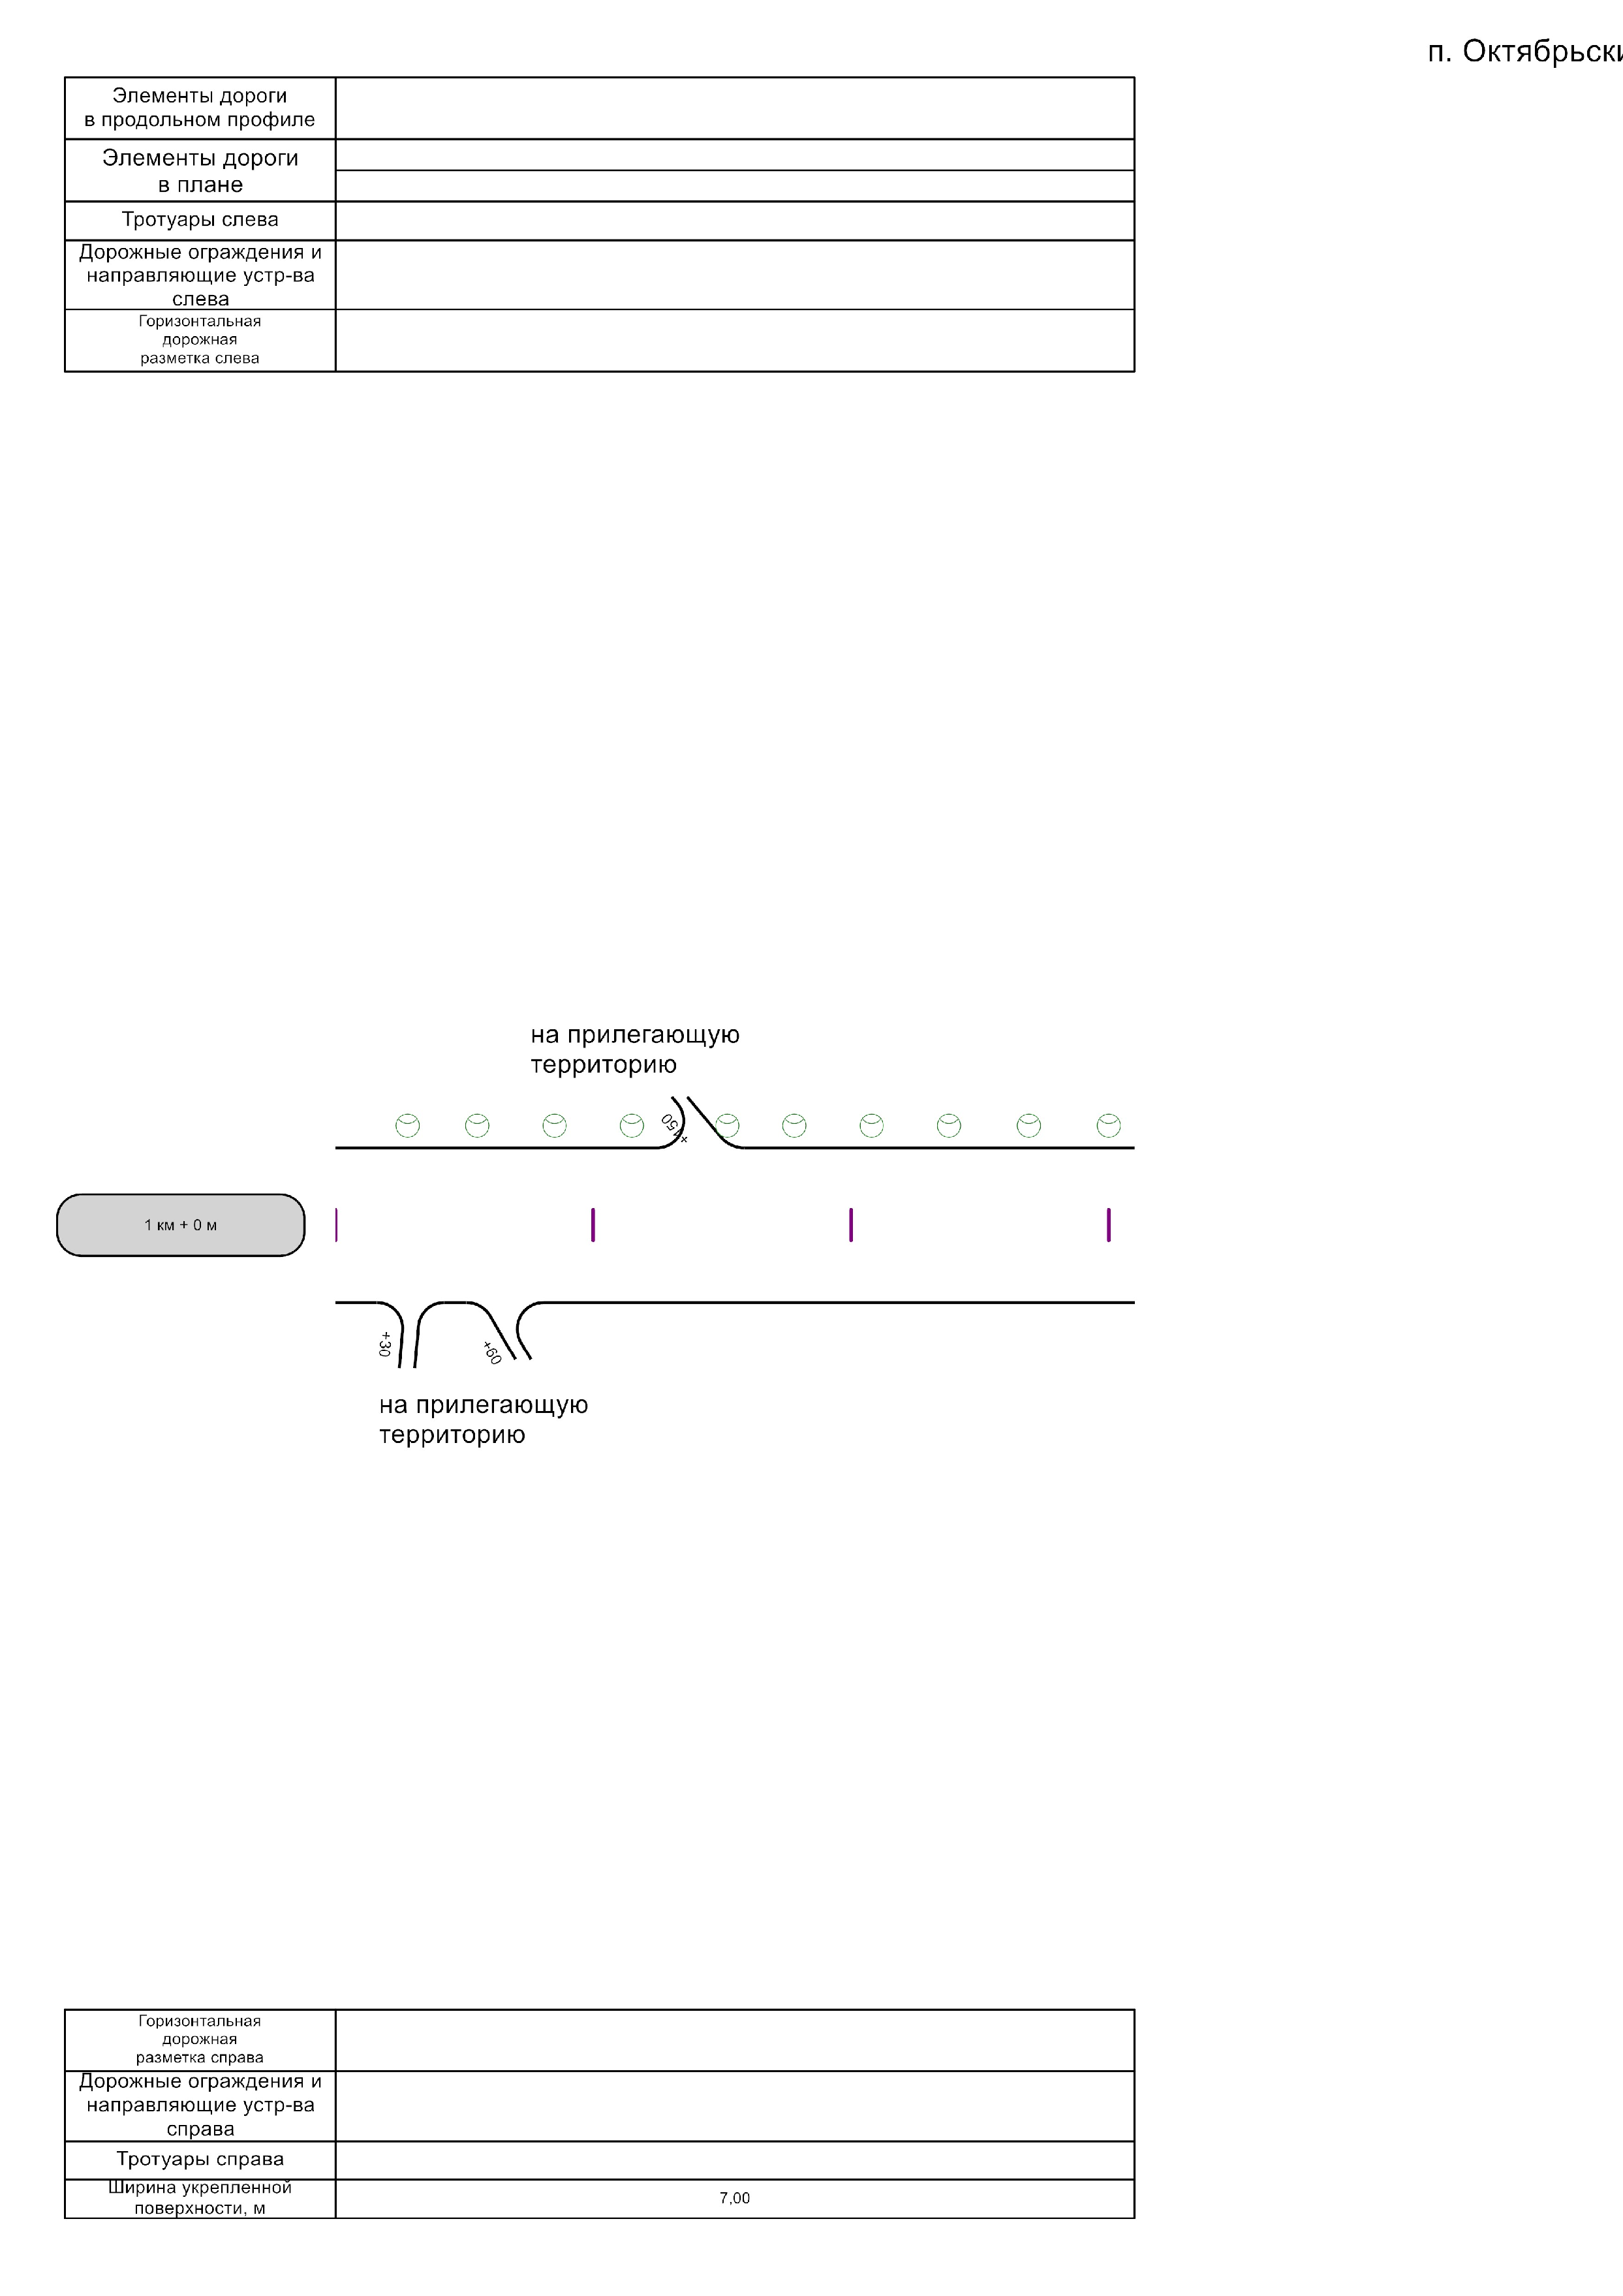 п. Октябрьски
Элементы дороги
в продольном профиле
Элементы дороги
в плане
Тротуары слева
Дорожные ограждения и
направляющие устр-ва
слева
Горизонтальная
дорожная
разметка слева
на прилегающую
территорию
+150
1 км + 0 м
+30
+60
на прилегающую
территорию
Горизонтальная
дорожная
разметка справа
Дорожные ограждения и
направляющие устр-ва
справа
Тротуары справа
Ширина укрепленной
поверхности, м
7,00